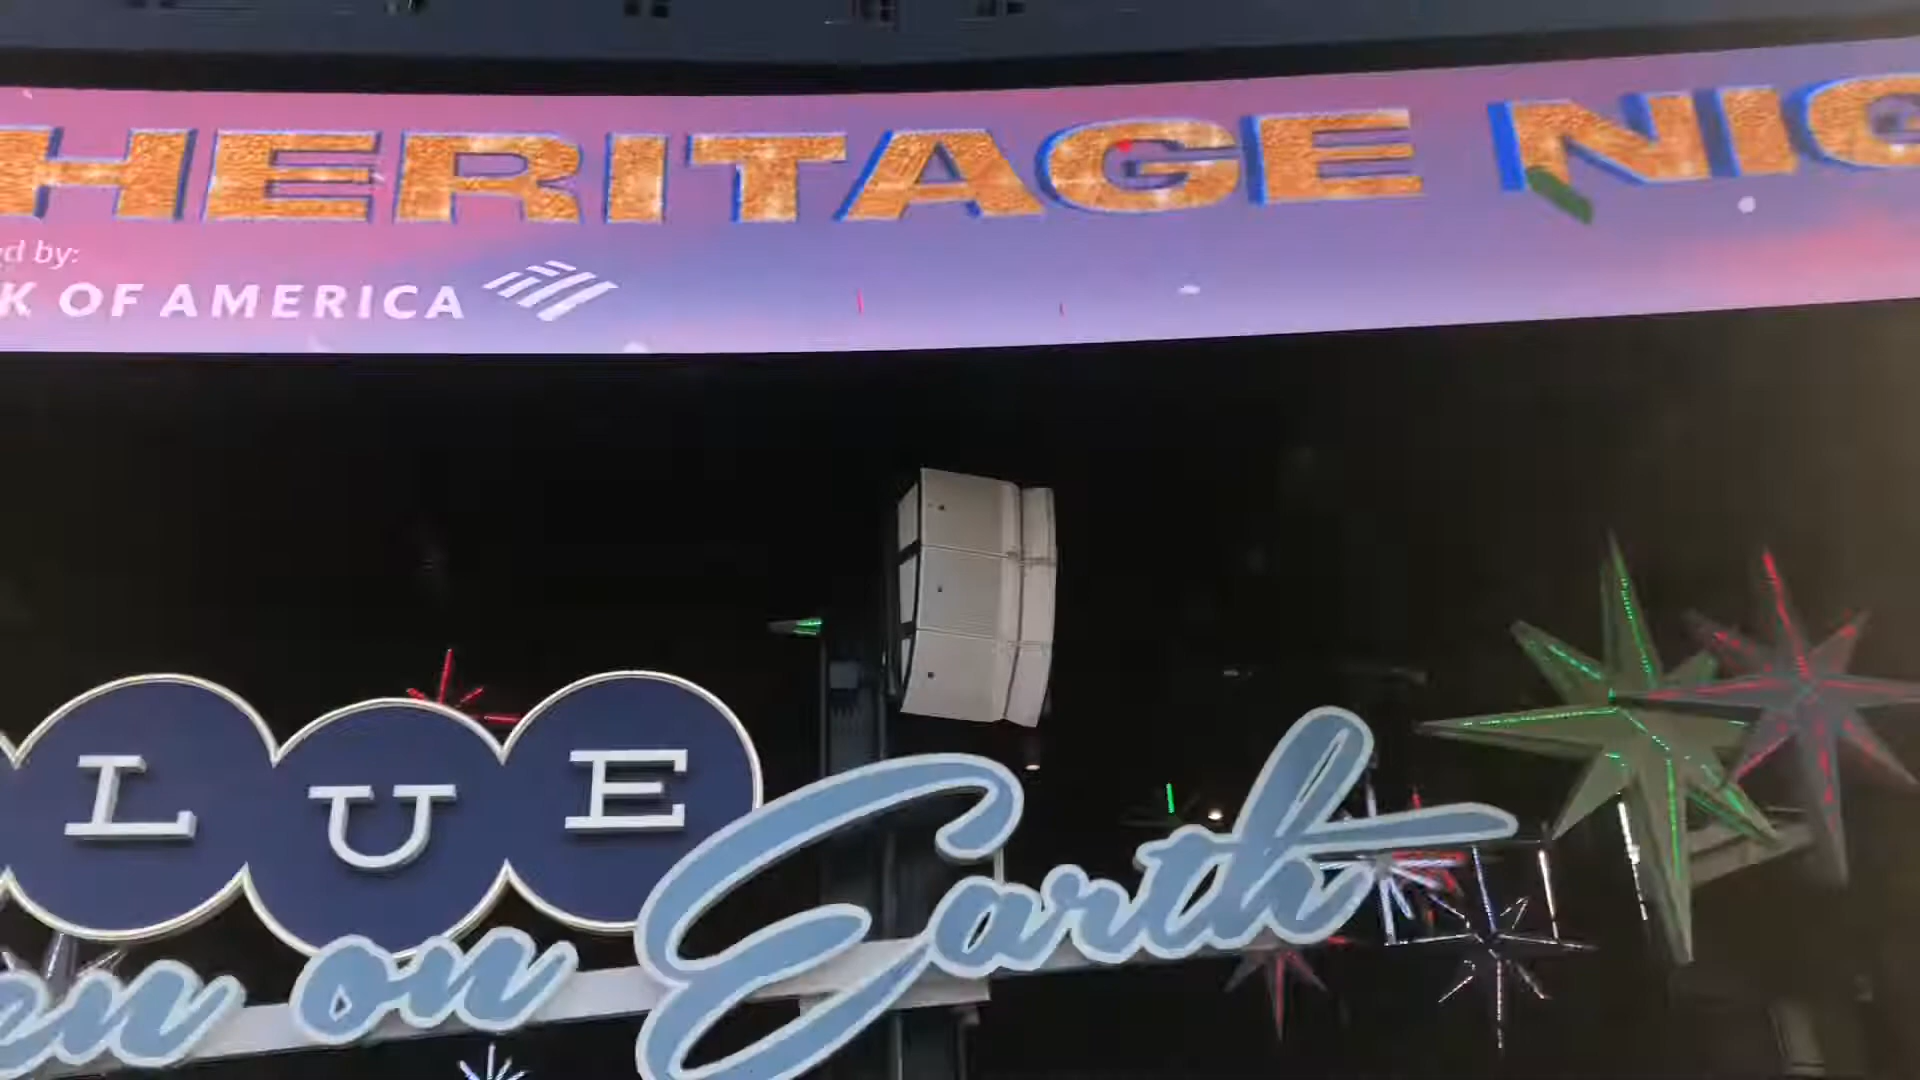 HERITAGE NIG
ed by:
K OF AMERICA
LUE
en on Earth